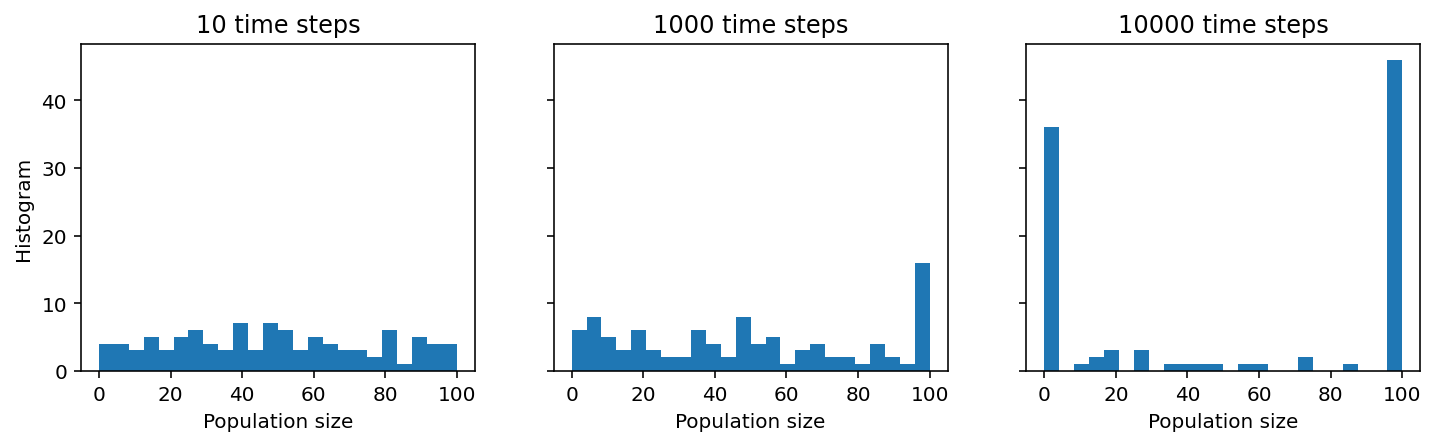 10 time steps
1000 time steps
10000 time steps
Histogram
40
30
20
10
0
0 20 40 60 80 100
0 20 40 60 80 100
0 20 40 60 80 100
Population size
Population size
Population size